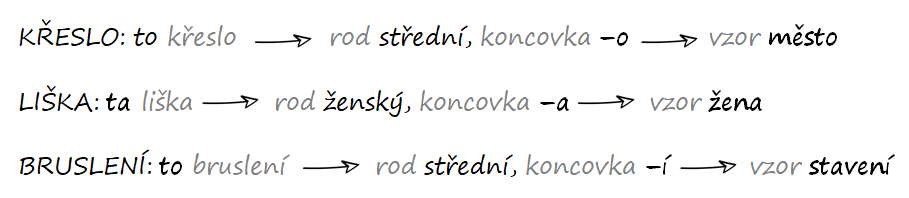 KŘESLO: to křeslo → rod střední, koncovka –o → vzor město
LIŠKA: ta liška → rod ženský, koncovka –a → vzor žena
BRUSLENÍ: to bruslení → rod střední, koncovka –í → vzor stavení